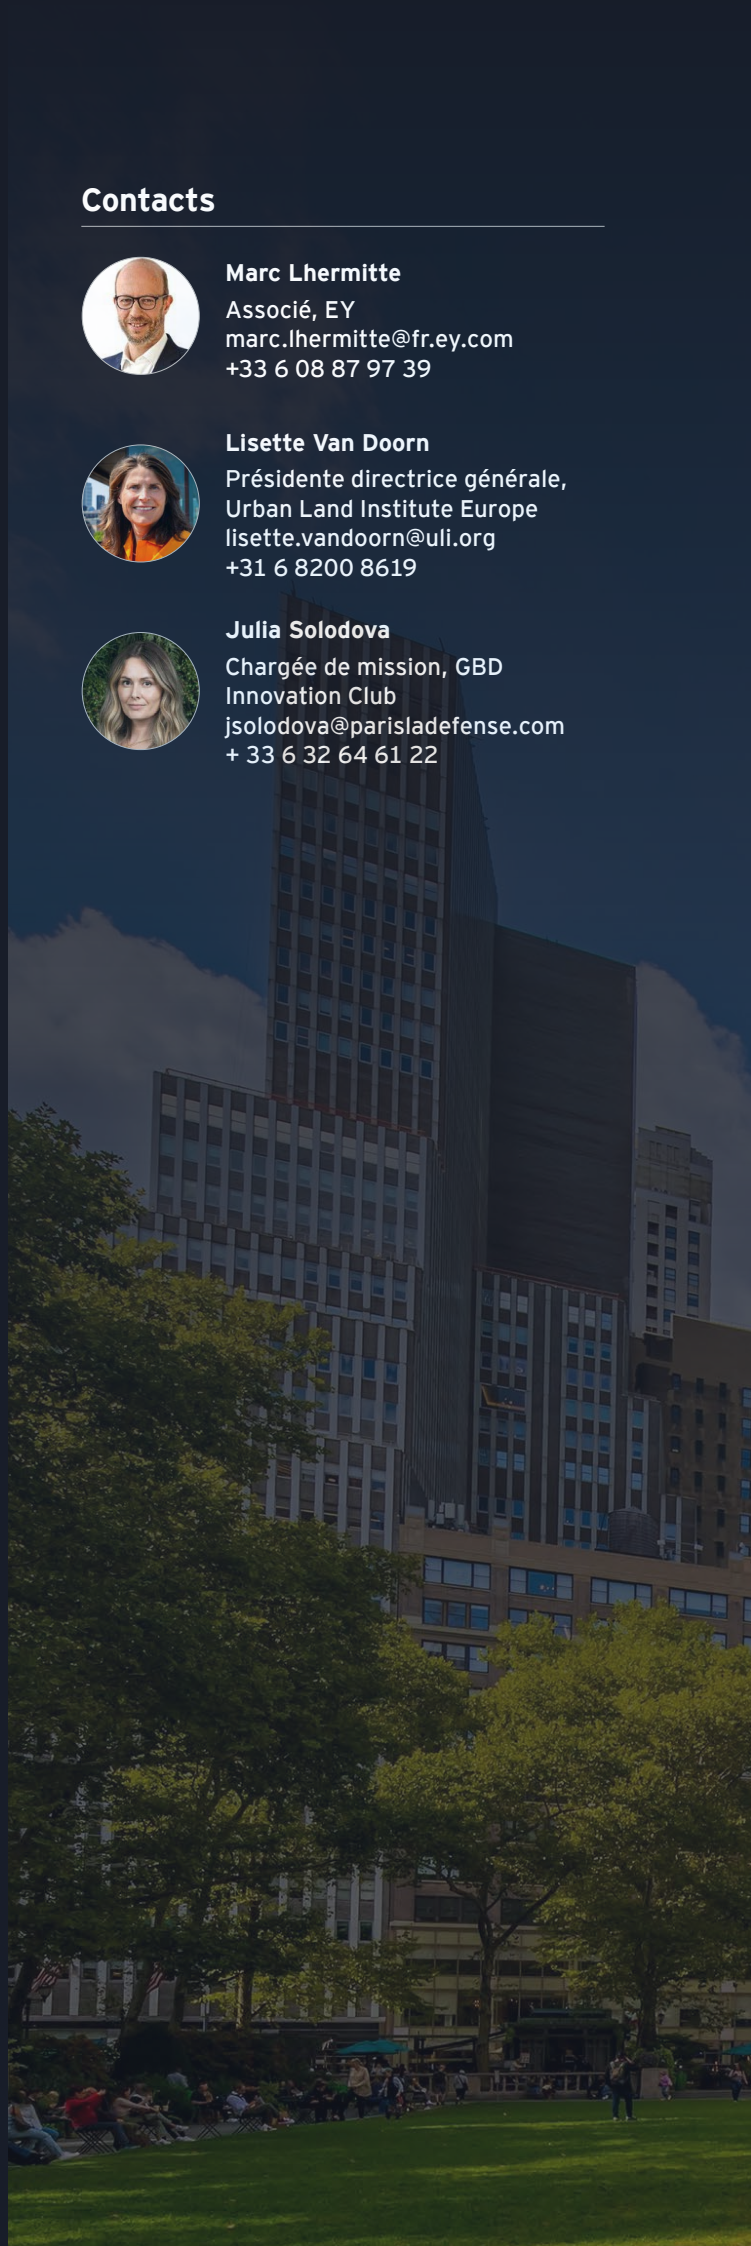 Contacts
Marc Lhermitte
Associé, EY
marc.lhermitte@fr.ey.com
+33 6 08 87 97 39
Lisette Van Doorn
Présidente directrice générale,
Urban Land Institute Europe
lisette.vandoorn@uli.org
+31 6 8200 8619
Julia Solodova
Chargée de mission, GBD
Innovation Club
jsolodova@parisladefense.com
+ 33 6 32 64 61 22